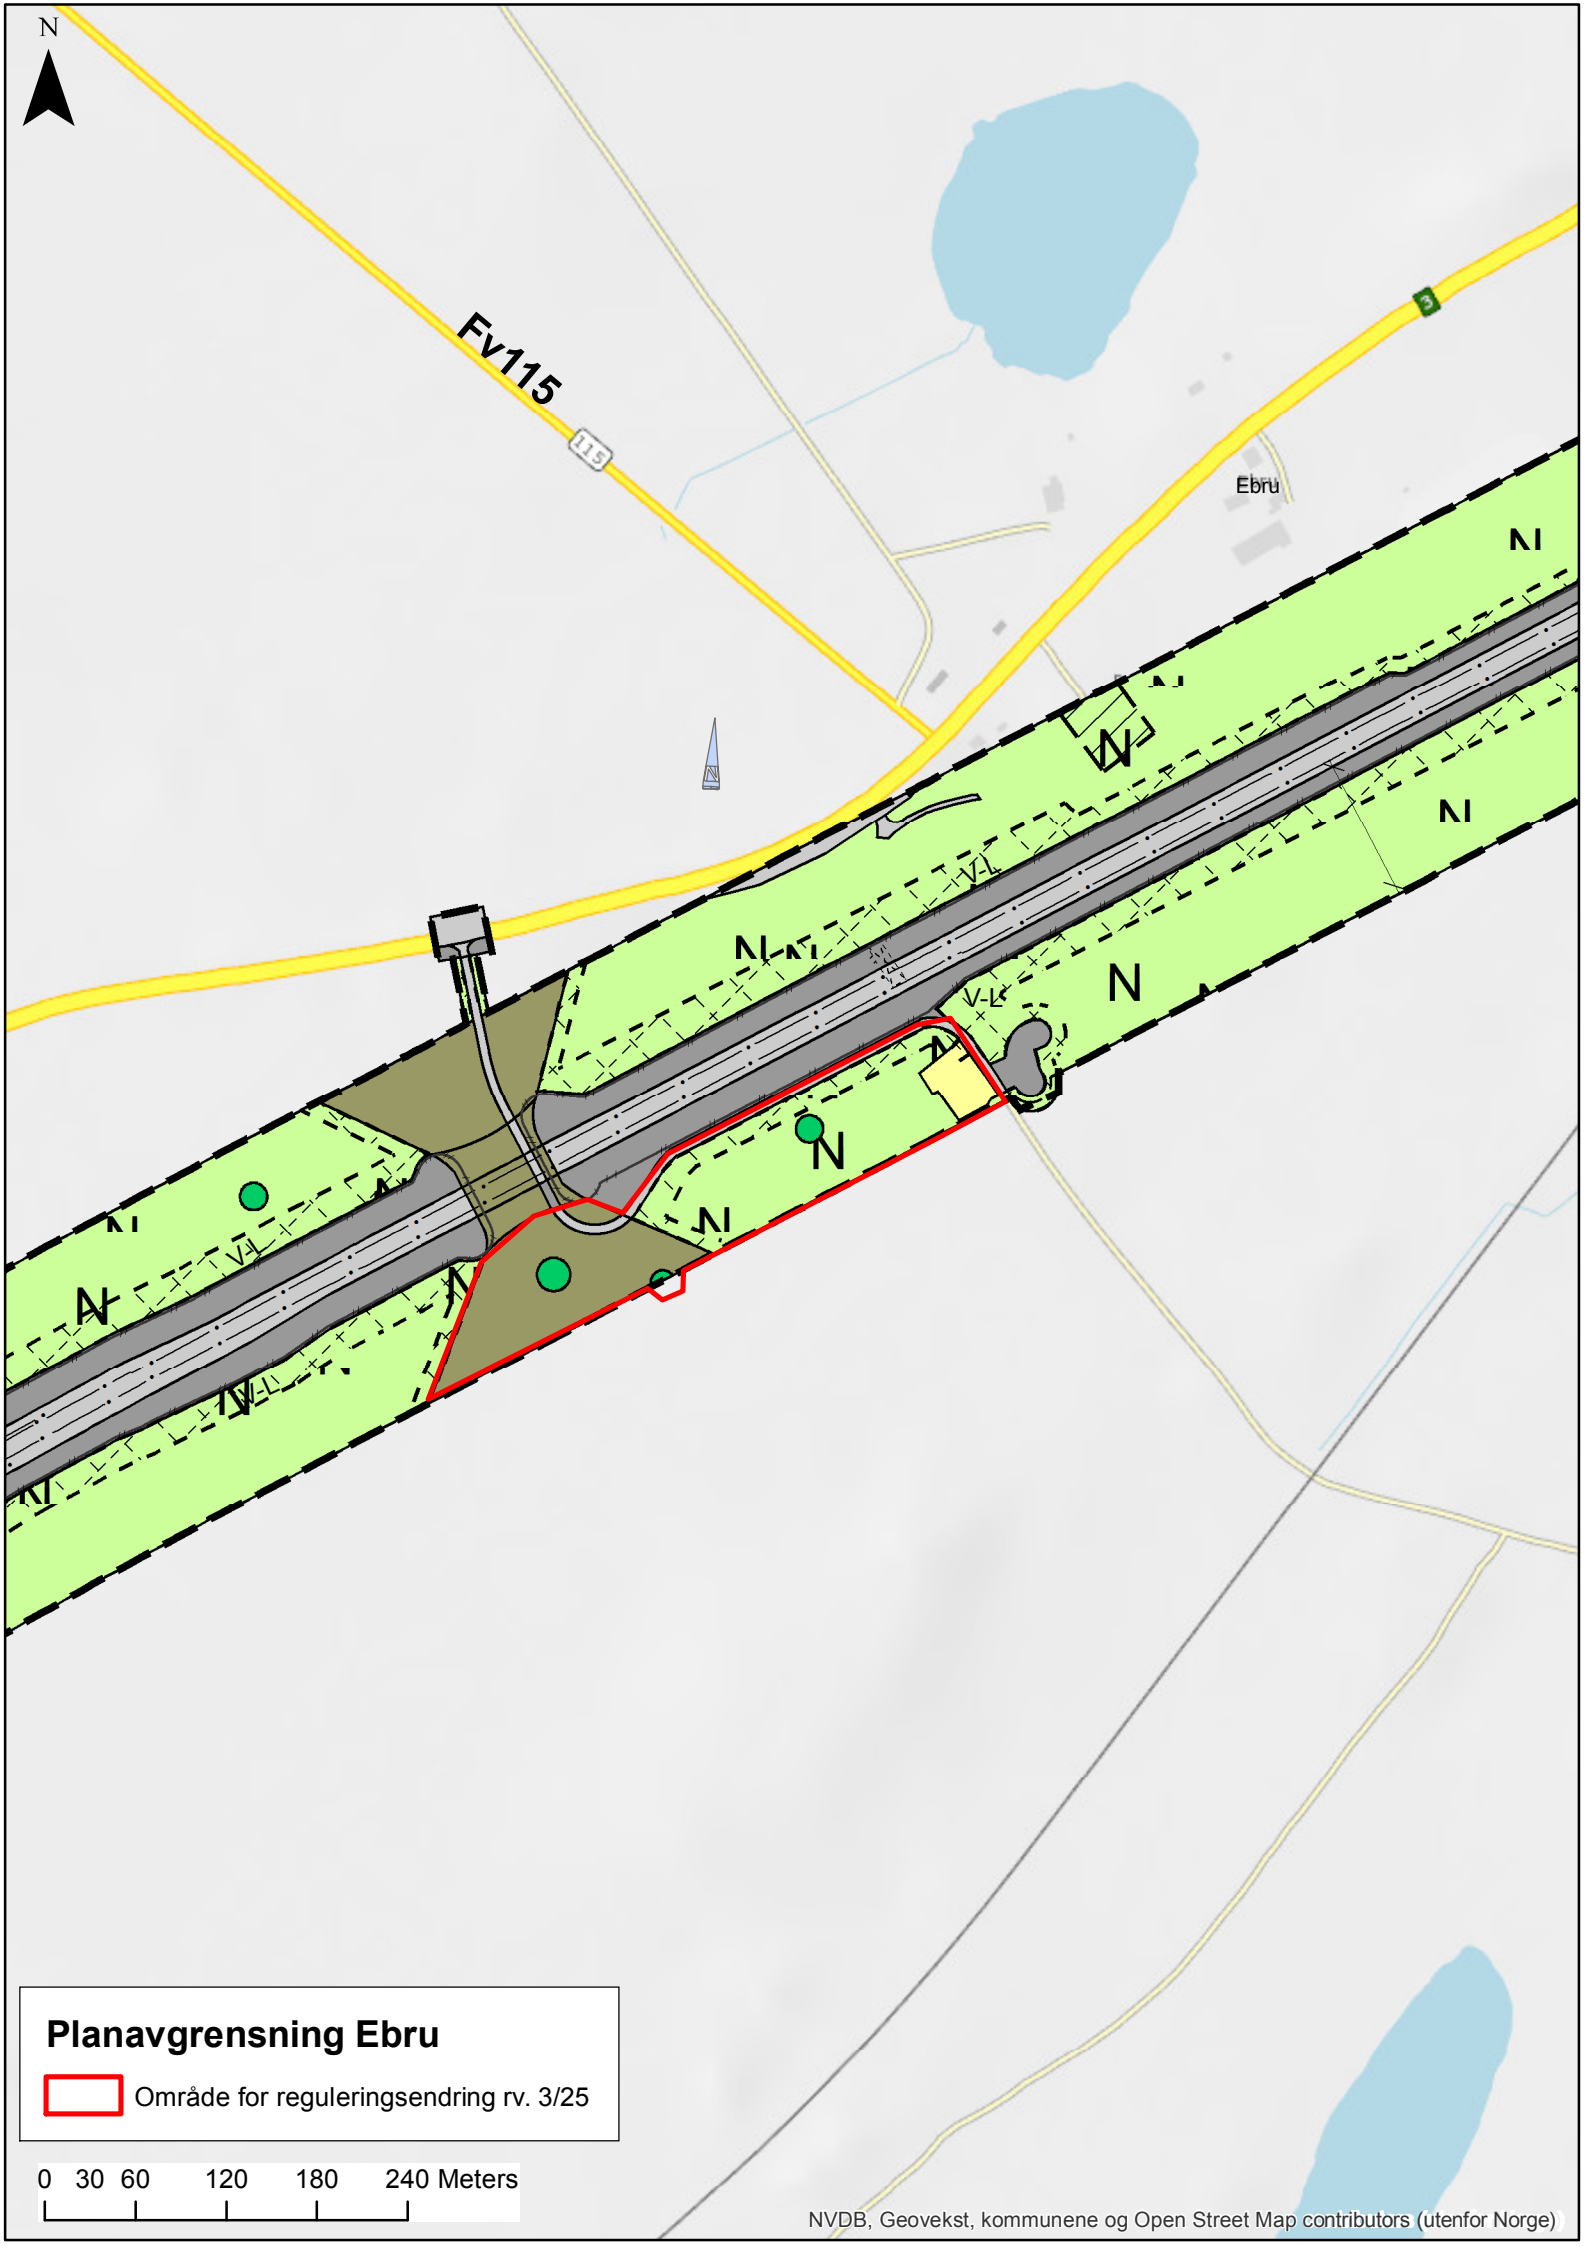 N
Fv115
115
3
Ebru
N
N
N
N
N
V-L
N
N
N
V-L
N
N
N
N
N
N
N
V-L
N
N
N
V-L
N
Planavgrensning Ebru
Område for reguleringsendring rv. 3/25
0 30 60 120 180 240 Meters
NVDB, Geovekst, kommunene og Open Street Map contributors (utenfor Norge)